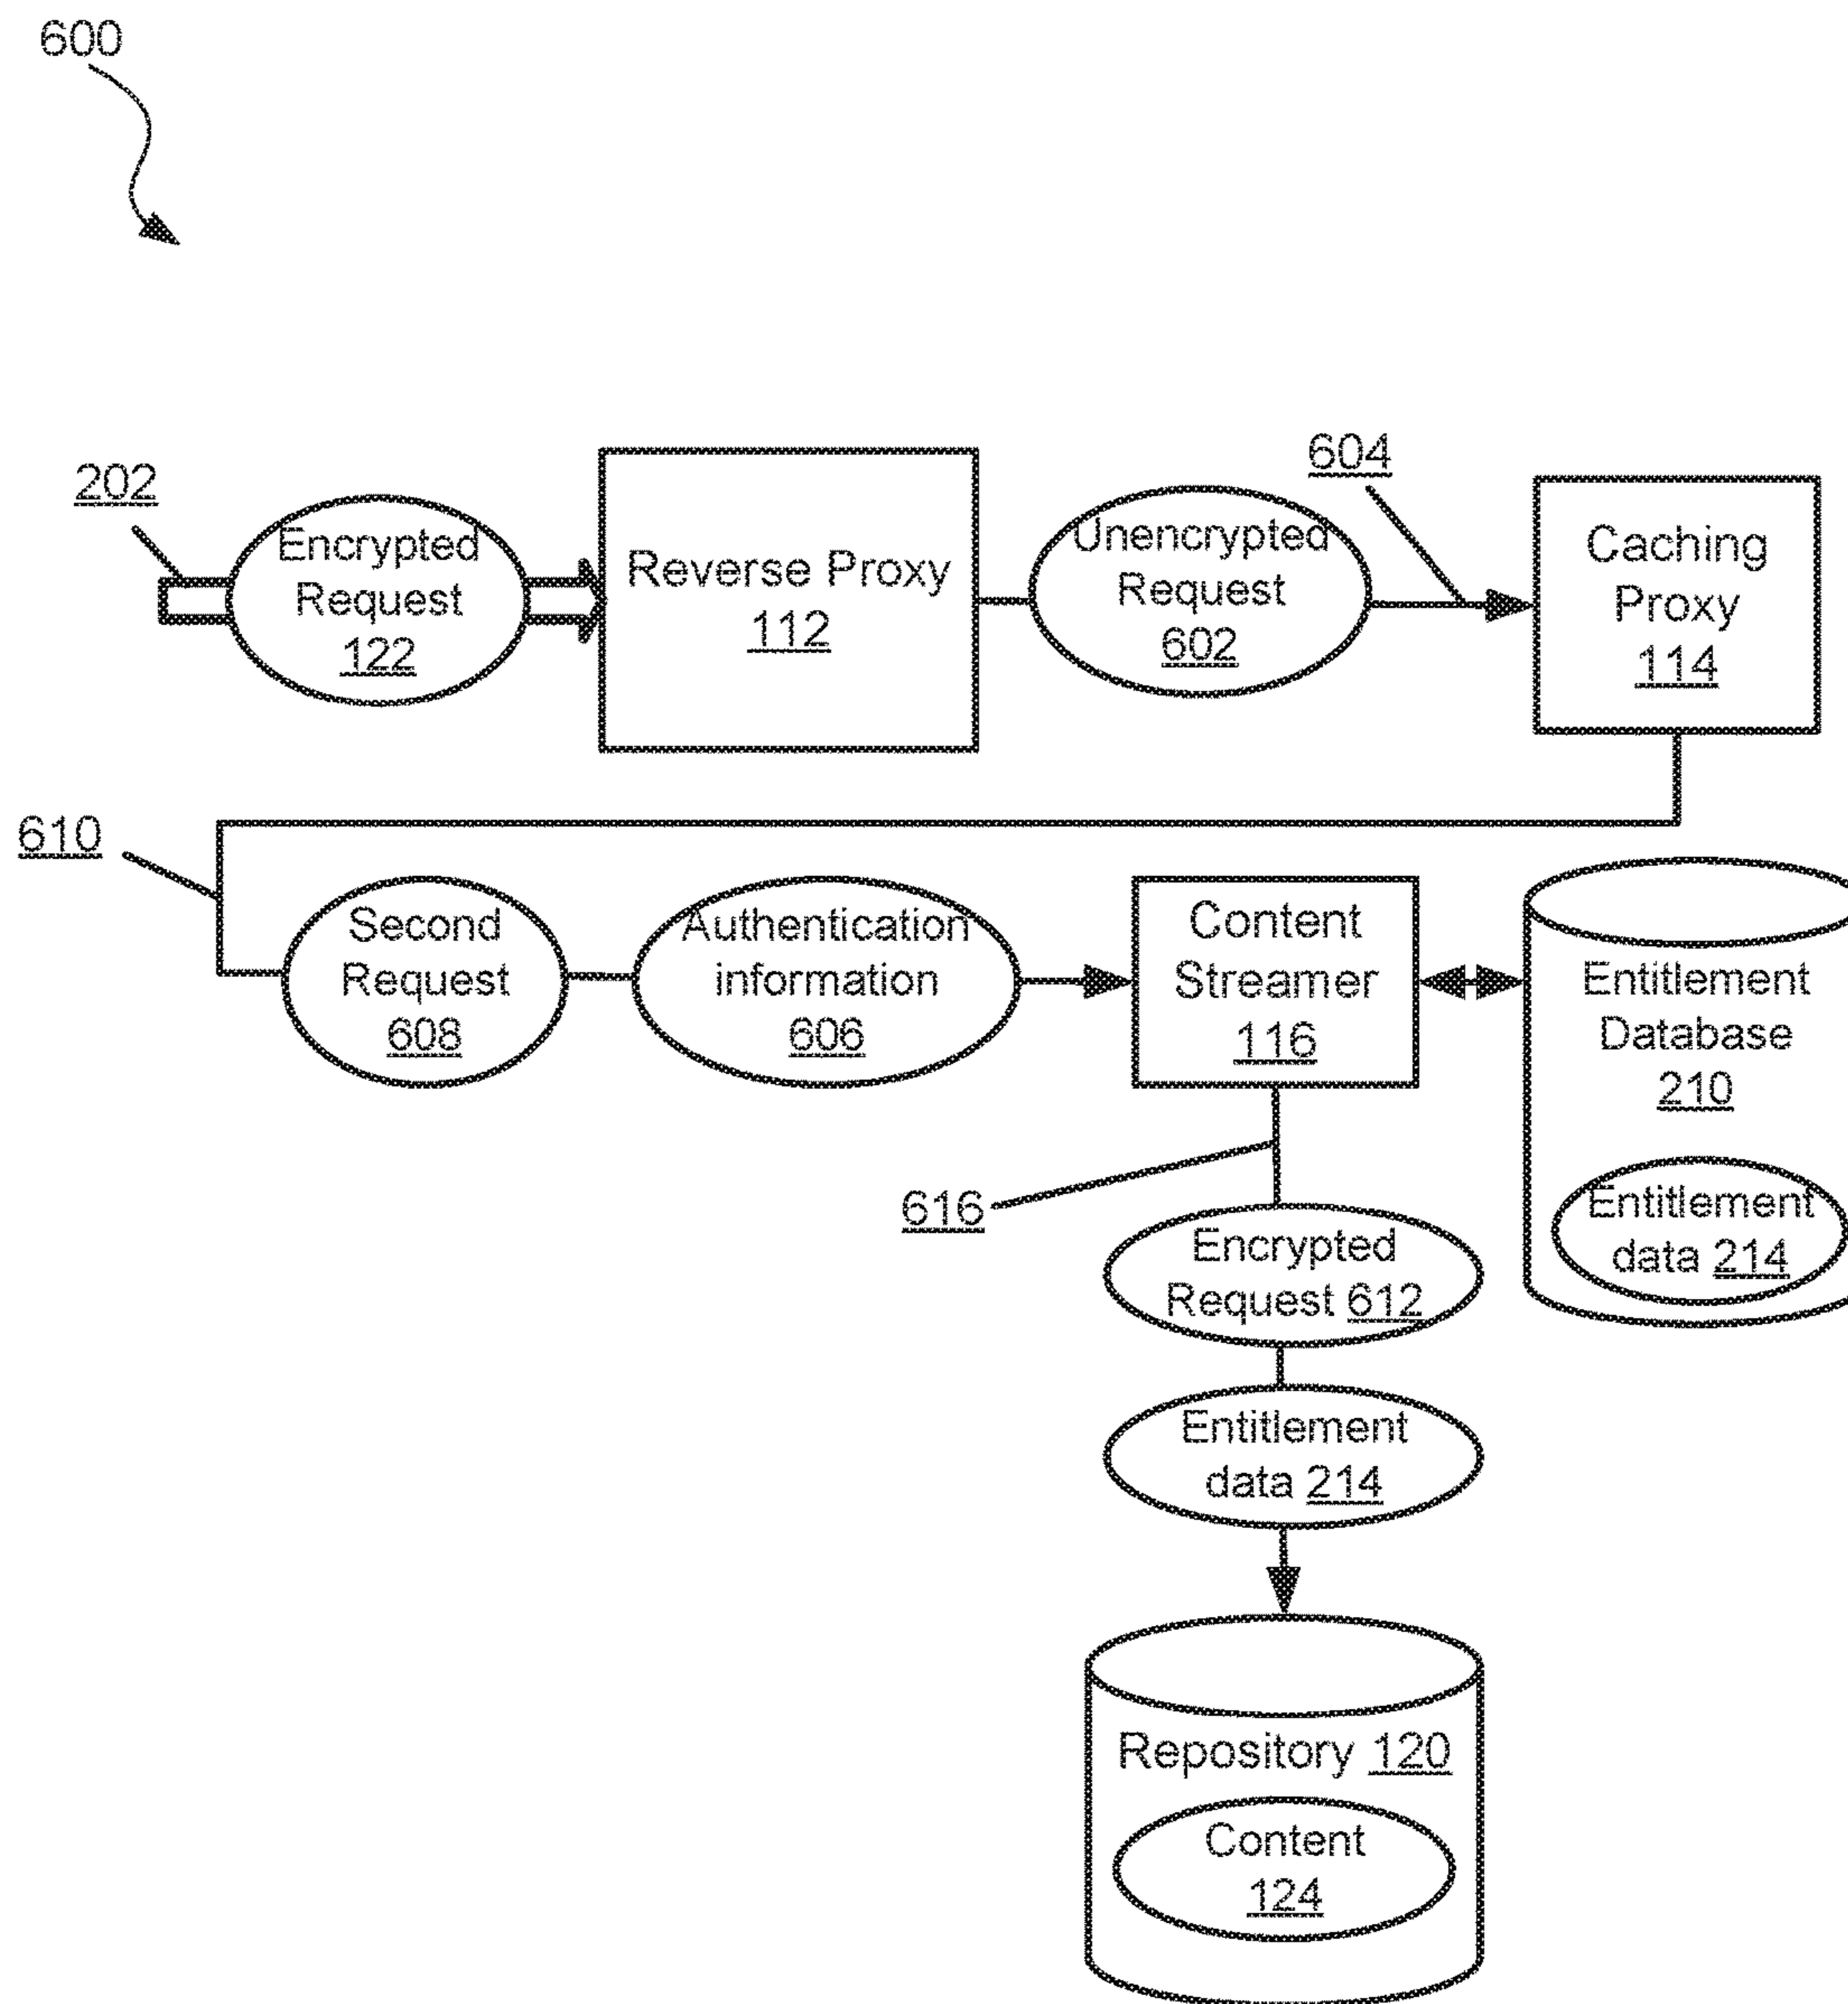 600
202
Encrypted
Request
122
Reverse Proxy
112
Unencrypted
Request
602
604
Caching
Proxy
114
610
Second
Request
608
Authentication
information
606
Content
Streamer
116
Entitlement
Database
210
Entitlement
data 214
616
Encrypted
Request 612
Entitlement
data 214
Repository 120
Content
124